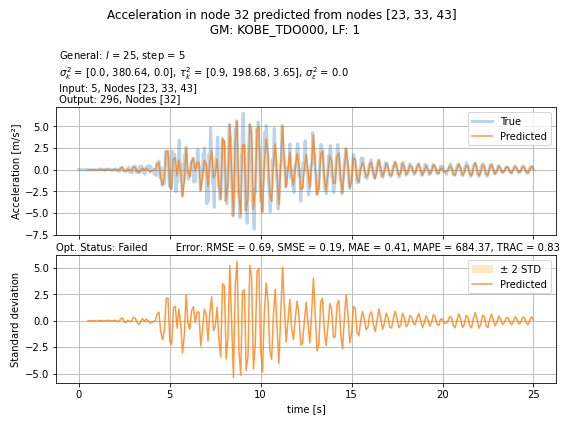 Acceleration in node 32 predicted from nodes [23, 33, 43]
GM: KOBE_TDO000, LF: 1
General: l = 25, step = 5
σ²ₖ = [0.0, 380.64, 0.0], τ²ₖ = [0.9, 198.68, 3.65], σ²ε = 0.0
Input: 5, Nodes [23, 33, 43]
Output: 296, Nodes [32]
Acceleration [m/s²]
5.0
2.5
0.0
−2.5
−5.0
−7.5
True
Predicted
Opt. Status: Failed Error: RMSE = 0.69, SMSE = 0.19, MAE = 0.41, MAPE = 684.37, TRAC = 0.83
Standard deviation
5.0
2.5
0.0
−2.5
−5.0
± 2 STD
Predicted
0 5 10 15 20 25
time [s]